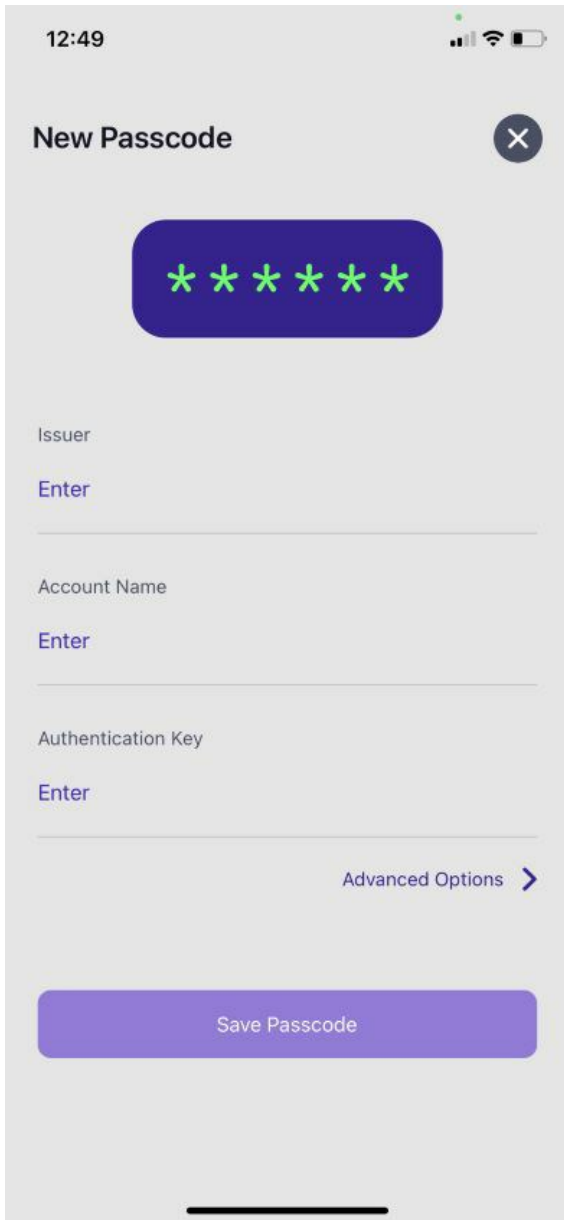 12:49
New Passcode
******
Issuer
Enter
Account Name
Enter
Authentication Key
Enter
Advanced Options
Save Passcode